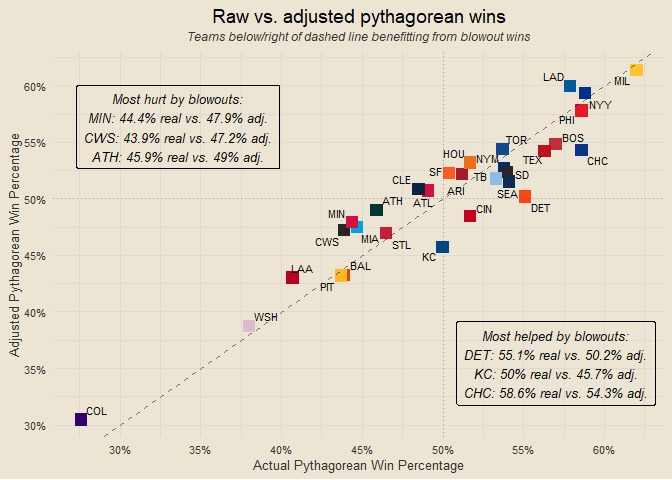 Raw vs. adjusted pythagorean wins
Teams below/right of dashed line benefitting from blowout wins
Adjusted Pythagorean Win Percentage
60%
55%
50%
45%
40%
35%
30%
Most hurt by blowouts:
MIN: 44.4% real vs. 47.9% adj.
CWS: 43.9% real vs. 47.2% adj.
ATH: 45.9% real vs. 49% adj.
LAD
MIL
NYY
PHI
TOR
BOS
HOU
NYM
TEX
CHC
SF
TB
SD
CLE
ARI
SEA
ATH
ATL
DET
MIN
CIN
CWS
MIA
STL
KC
LAA
BAL
PIT
WSH
COL
Most helped by blowouts:
DET: 55.1% real vs. 50.2% adj.
KC: 50% real vs. 45.7% adj.
CHC: 58.6% real vs. 54.3% adj.
30%
35%
40%
45%
50%
55%
60%
Actual Pythagorean Win Percentage